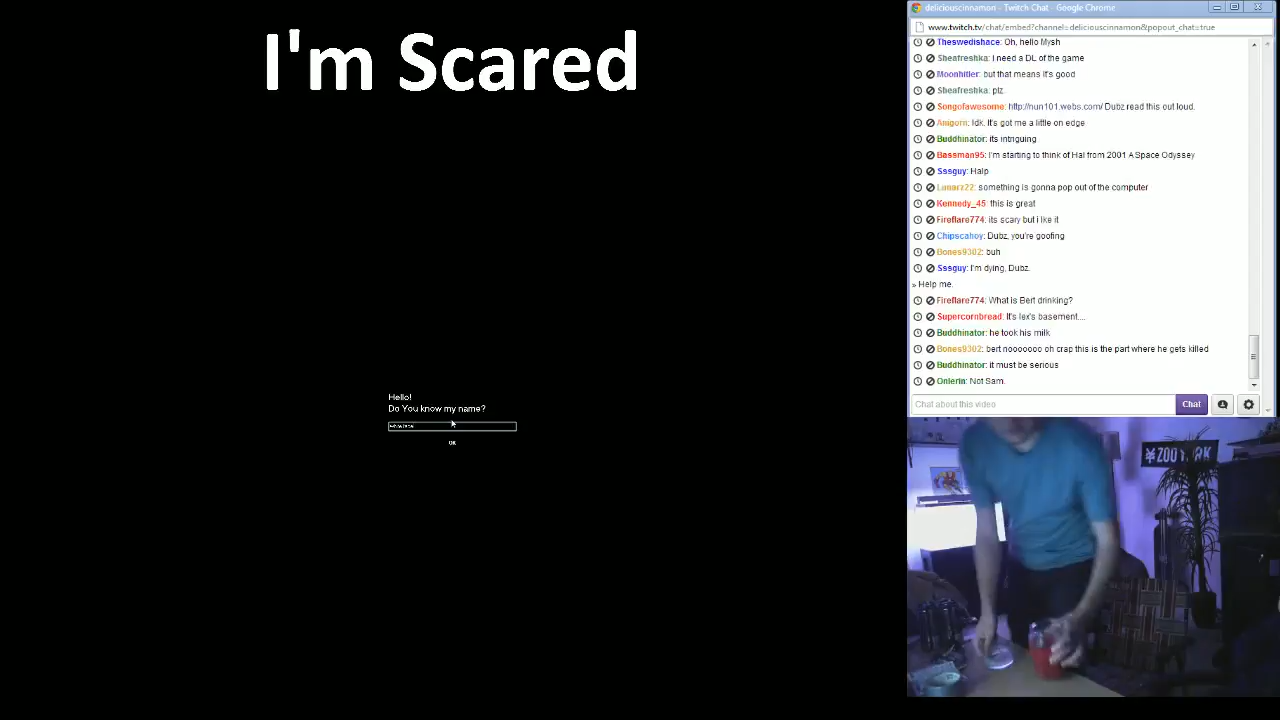 I'm Scared
Hello!
Do You know my name?
OK
deliciouscinnamon - Twitch Chat - Google Chrome
www.twitch.tv/chat/embed?channel=deliciouscinnamon&popout_chat=true
Theswedishace: Oh, hello Mysh
Sheafreshka: I need a DL of the game
Moonhitler: but that means it's good
Sheafreshka: plz
Songofawesome: http://nun101.webs.com/ Dubz read this out loud.
Anigorn: Idk. It's got me a little on edge
Buddhinator: its intriguing
Bassman95: I'm starting to think of Hal from 2001 A Space Odyssey
Sssguy: Halp
Lunarz22: something is gonna pop out of the computer
Kennedy_45: this is great
Fireflare774: its scary but i lke it
Chipscahoy: Dubz, you're goofing
Bones9302: buh
Sssguy: I'm dying, Dubz.
» Help me.
Fireflare774: What is Bert drinking?
Supercornbread: It's lex's basement....
Buddhinator: he took his milk
Bones9302: bert nooooooo oh crap this is the part where he gets killed
Buddhinator: it must be serious
Onlerin: Not Sam.
Chat about this video
Chat
¥ZOO YORK